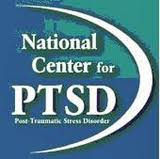 National
Center for
PTSD
Post-Traumatic Stress Disorder